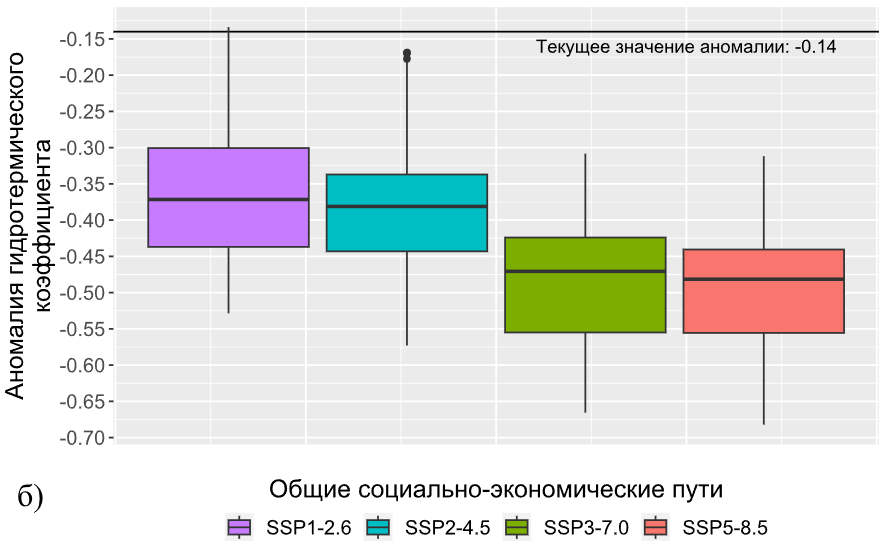 Аномалия гидротермического
коэффициента
-0.15
-0.20
-0.25
-0.30
-0.35
-0.40
-0.45
-0.50
-0.55
-0.60
-0.65
-0.70
Текущее значение аномалии: -0.14
б)
Общие социально-экономические пути
SSP1-2.6 SSP2-4.5 SSP3-7.0 SSP5-8.5